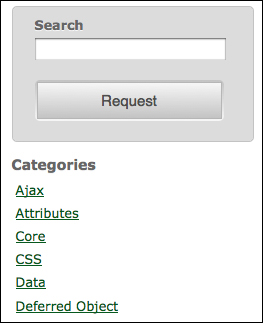 Search
Request
Categories
Ajax
Attributes
Core
CSS
Data
Deferred Object